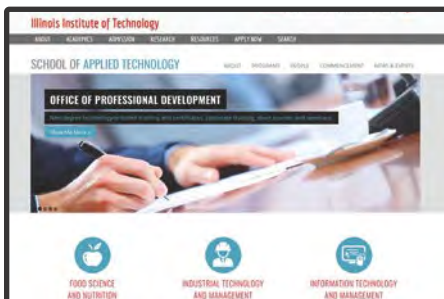 Illinois Institute of Technology
ABOUT ACADEMICS ADMISSION RESEARCH RESOURCES APPLY NOW SEARCH
SCHOOL OF APPLIED TECHNOLOGY
ABOUT PROGRAMS PEOPLE COMMENCEMENT NEWS & EVENTS
OFFICE OF PROFESSIONAL DEVELOPMENT
FOOD SCIENCE
AND NUTRITION
INDUSTRIAL TECHNOLOGY
AND MANAGEMENT
INFORMATION TECHNOLOGY
AND MANAGEMENT